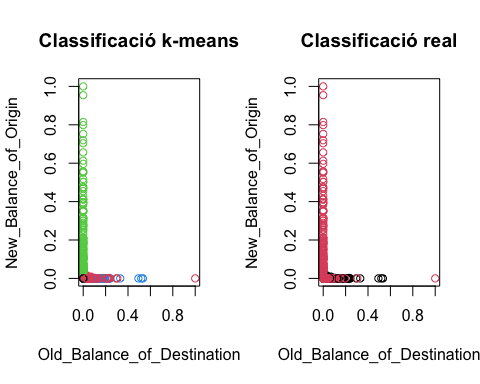 Classificació k-means
New_Balance_of_Origin
0.0 0.2 0.4 0.6 0.8 1.0
0.0 0.4 0.8
Old_Balance_of_Destination
Classificació real
New_Balance_of_Origin
0.0 0.2 0.4 0.6 0.8 1.0
0.0 0.4 0.8
Old_Balance_of_Destination